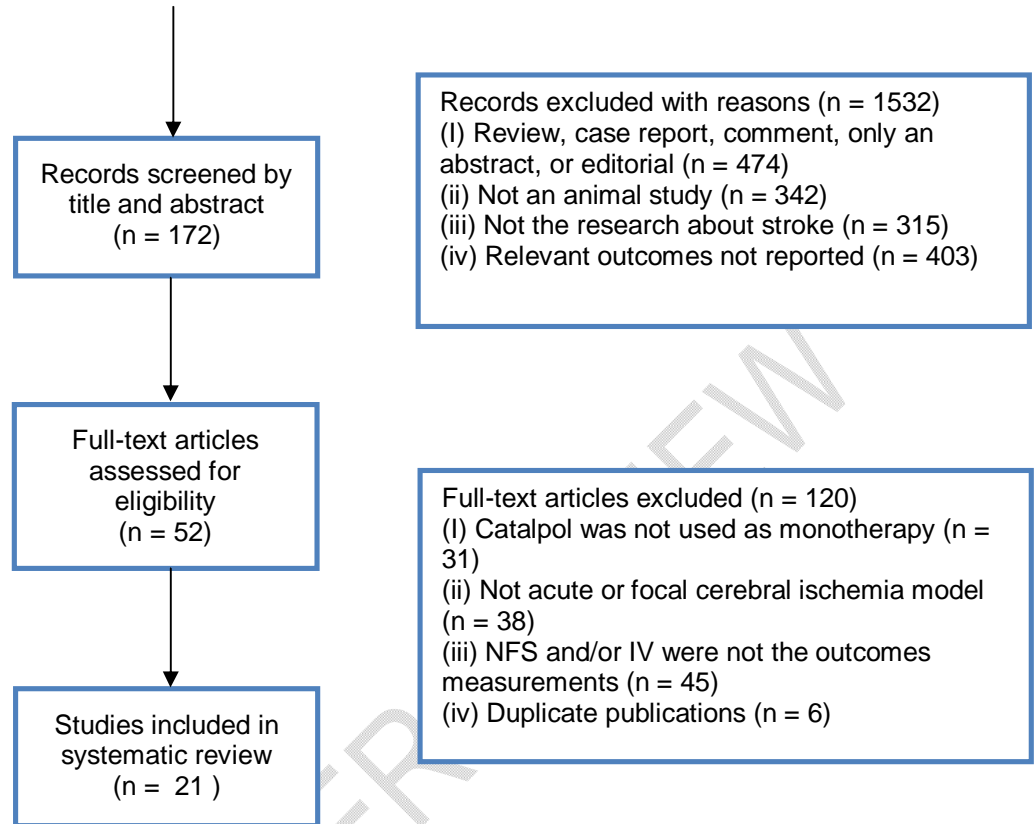 Records excluded with reasons (n = 1532)
(I) Review, case report, comment, only an
abstract, or editorial (n = 474)
(ii) Not an animal study (n = 342)
(iii) Not the research about stroke (n = 315)
(iv) Relevant outcomes not reported (n = 403)
Records screened by
title and abstract
(n = 172)
Full-text articles
assessed for
eligibility
(n = 52)
Full-text articles excluded (n = 120)
(I) Catalpol was not used as monotherapy (n =
31)
(ii) Not acute or focal cerebral ischemia model
(n = 38)
(iii) NFS and/or IV were not the outcomes
measurements (n = 45)
(iv) Duplicate publications (n = 6)
Studies included in
systematic review
(n = 21 )